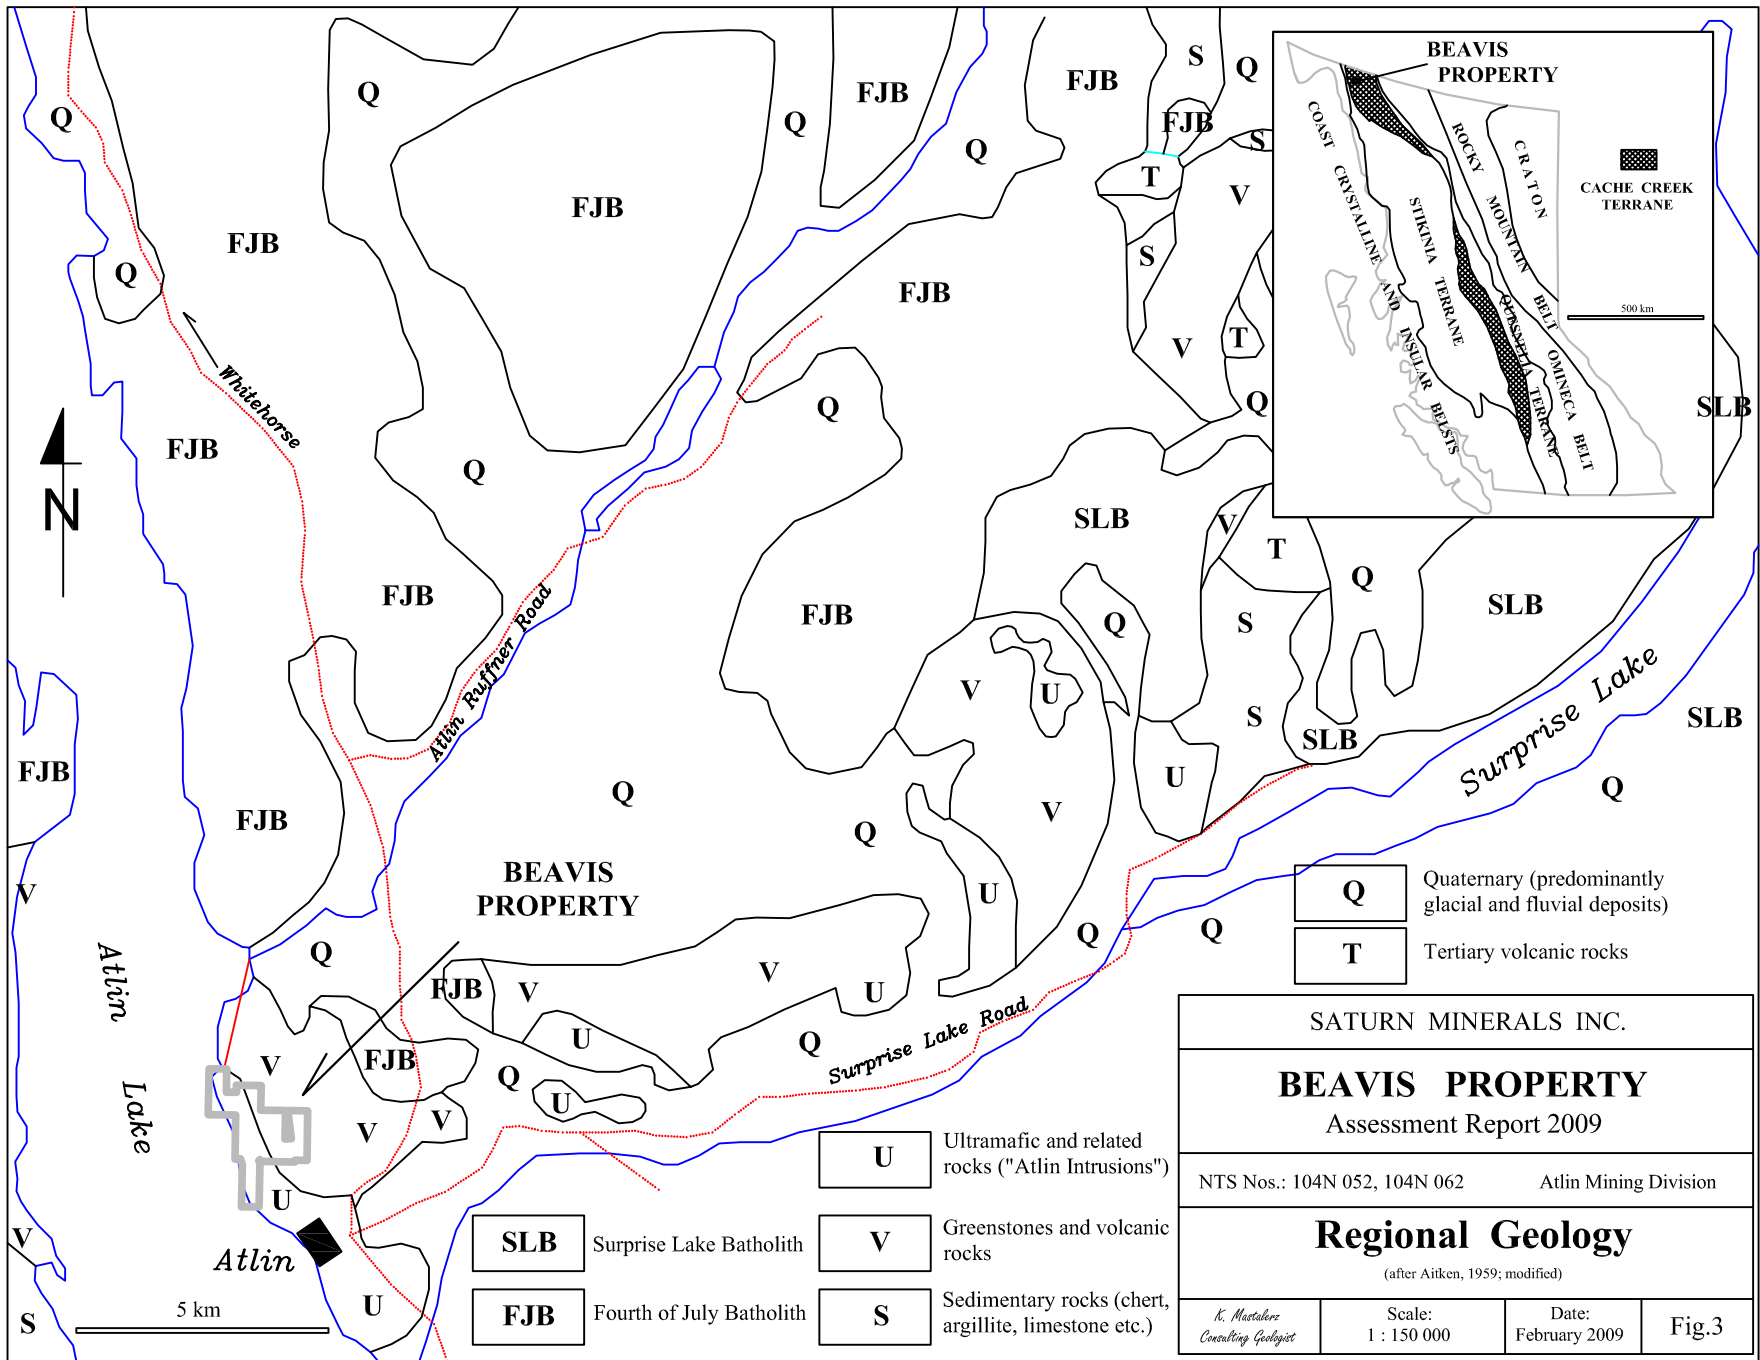 BEAVIS
PROPERTY
COAST CRYSTALLINE AND INSULAR BELSTS
STIKINIA TERRANE
QUESNELLIA TERRANE
ROCKY MOUNTAIN BELT
OMINECA BELT
CRATON
CACHE CREEK
TERRANE
500 km
Q
Q
FJB
Q
FJB
FJB
S
Q
FJB
S
Q
T
V
FJB
FJB
Q
S
FJB
T
V
Whitehorse
Q
Q
SLB
FJB
Q
N
SLB
V
T
Q
SLB
FJB
FJB
Q
S
Atlin Ruffner Road
V
U
S
SLB
SLB
Surprise Lake
FJB
U
Q
Q
FJB
Q
V
V
BEAVIS
PROPERTY
U
Q
Q
Atlin
Lake
Q
FJB
V
V
U
Surprise Lake Road
U
Q
V
FJB
Q
U
V
V
U
V
Atlin
U
S
5 km
Q
Quaternary (predominantly
glacial and fluvial deposits)
T
Tertiary volcanic rocks
U
Ultramafic and related
rocks ("Atlin Intrusions")
SLB
Surprise Lake Batholith
V
Greenstones and volcanic
rocks
FJB
Fourth of July Batholith
S
Sedimentary rocks (chert,
argillite, limestone etc.)
SATURN MINERALS INC.
BEAVIS PROPERTY
Assessment Report 2009
NTS Nos.: 104N 052, 104N 062
Atlin Mining Division
Regional Geology
(after Aitken, 1959; modified)
K. Mastalerz
Consulting Geologist
Scale:
1 : 150 000
Date:
February 2009
Fig.3